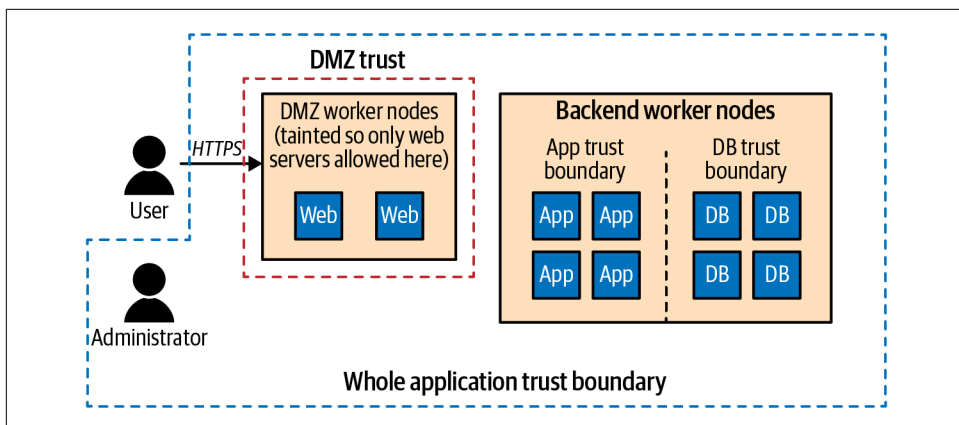 DMZ trust
DMZ worker nodes
(tainted so only web
servers allowed here)
Web
Web
HTTPS
User
Administrator
Backend worker nodes
App trust
boundary
DB trust
boundary
App
App
DB
DB
App
App
DB
DB
Whole application trust boundary